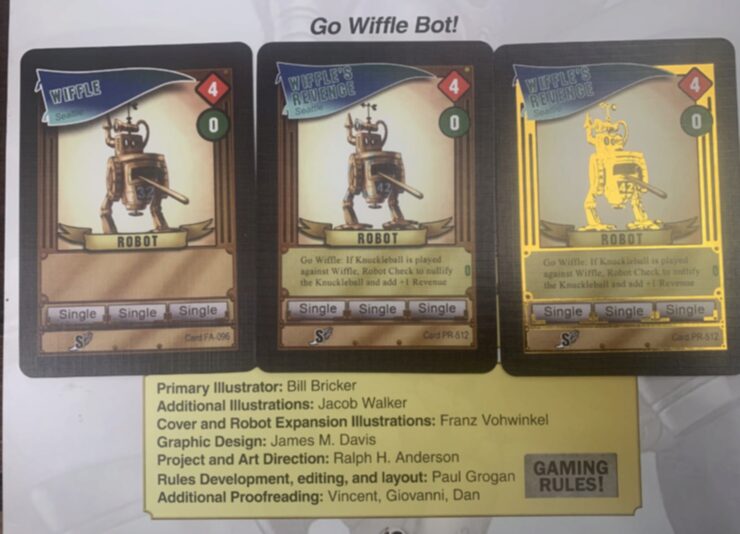 Go Wiffle Bot!
WIFFLE
Seattle
4
0
32
ROBOT
Single Single Single
S
Card FA-096
WIFFLE'S
REVENGE
Seattle
4
0
42
ROBOT
Go Wiffle: If Knuckleball is played
against Wiffle, Robot Check to nullify
the Knuckleball and add +1 Revenue
0
Single Single Single
S
Card PR-512
WIFFLE'S
REVENGE
Seattle
4
0
42
ROBOT
Go Wiffle: If Knuckleball is played
against Wiffle, Robot Check to nullify
the Knuckleball and add +1 Revenue
0
Single Single Single
S
Card PR-512
Primary Illustrator: Bill Bricker
Additional Illustrations: Jacob Walker
Cover and Robot Expansion Illustrations: Franz Vohwinkel
Graphic Design: James M. Davis
Project and Art Direction: Ralph H. Anderson
Rules Development, editing, and layout: Paul Grogan
Additional Proofreading: Vincent, Giovanni, Dan
GAMING
RULES!